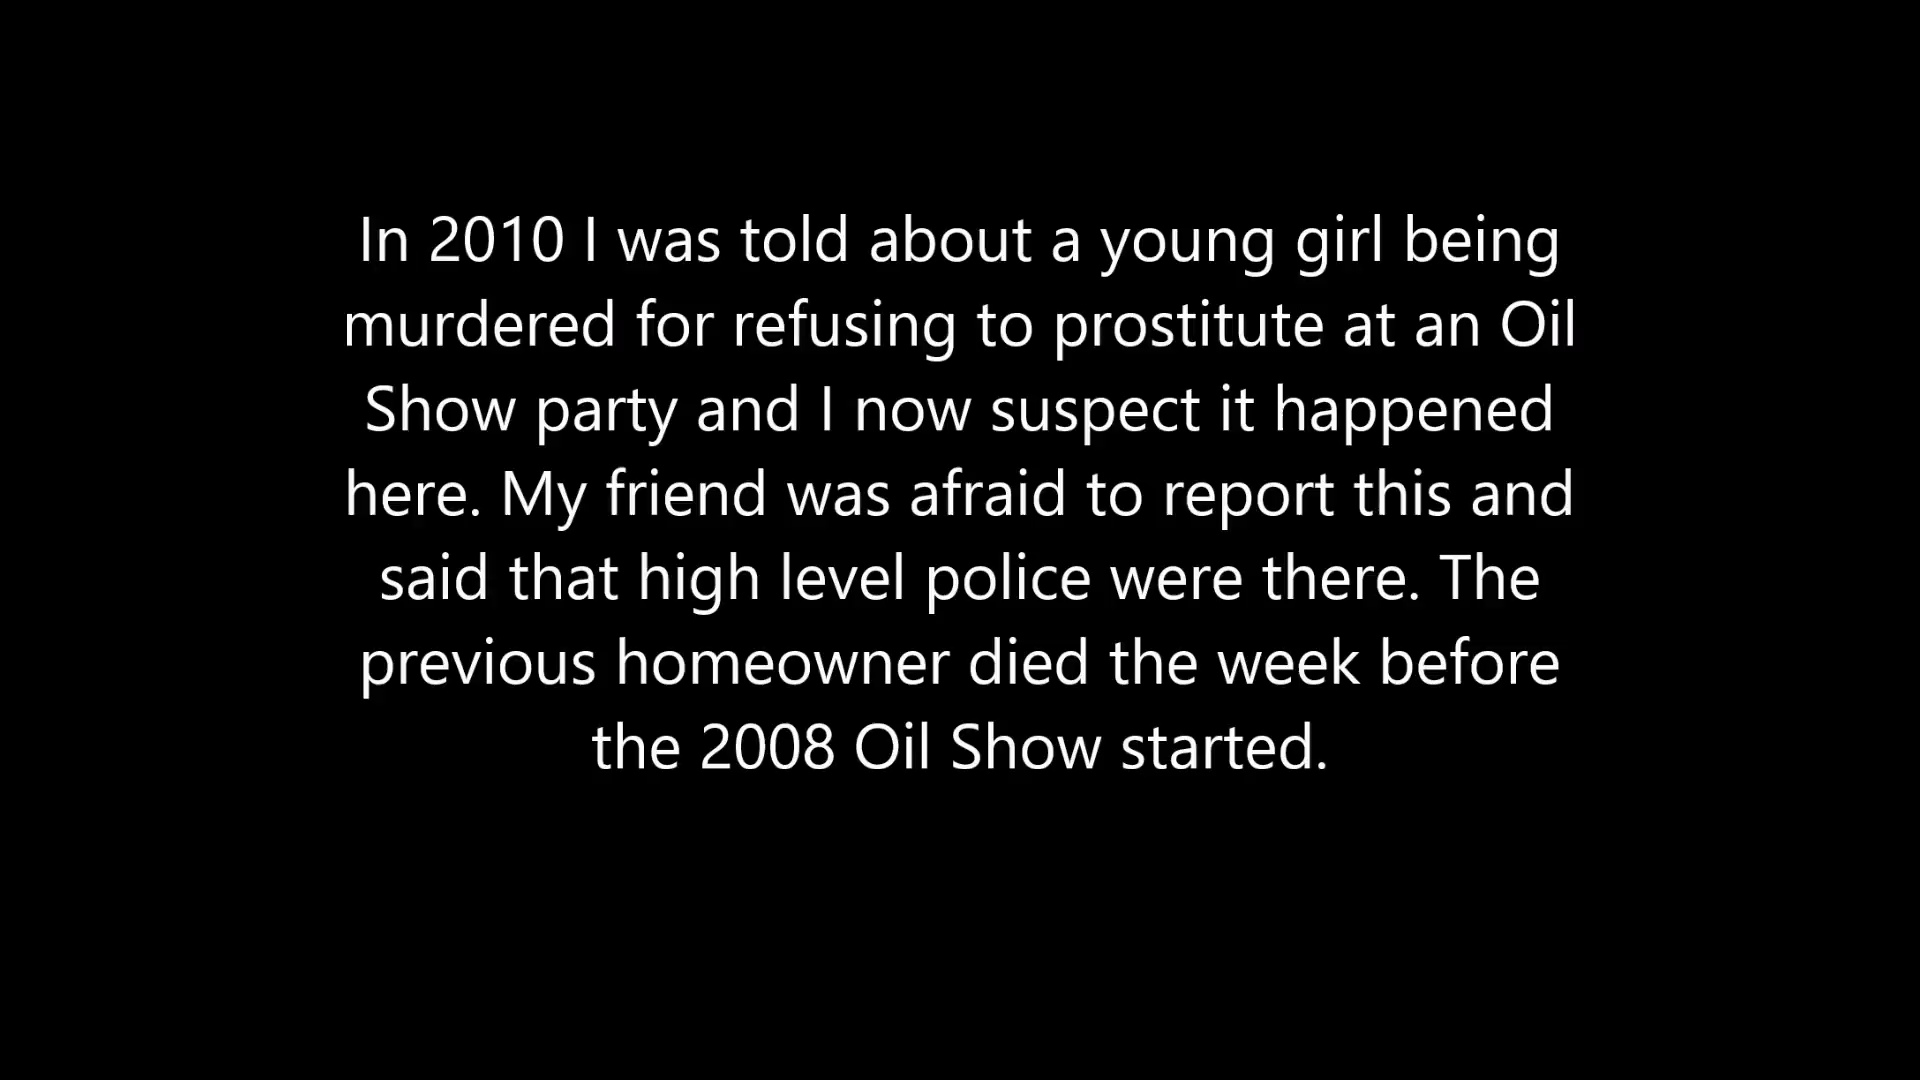 In 2010 I was told about a young girl being
murdered for refusing to prostitute at an Oil
Show party and I now suspect it happened
here. My friend was afraid to report this and
said that high level police were there. The
previous homeowner died the week before
the 2008 Oil Show started.